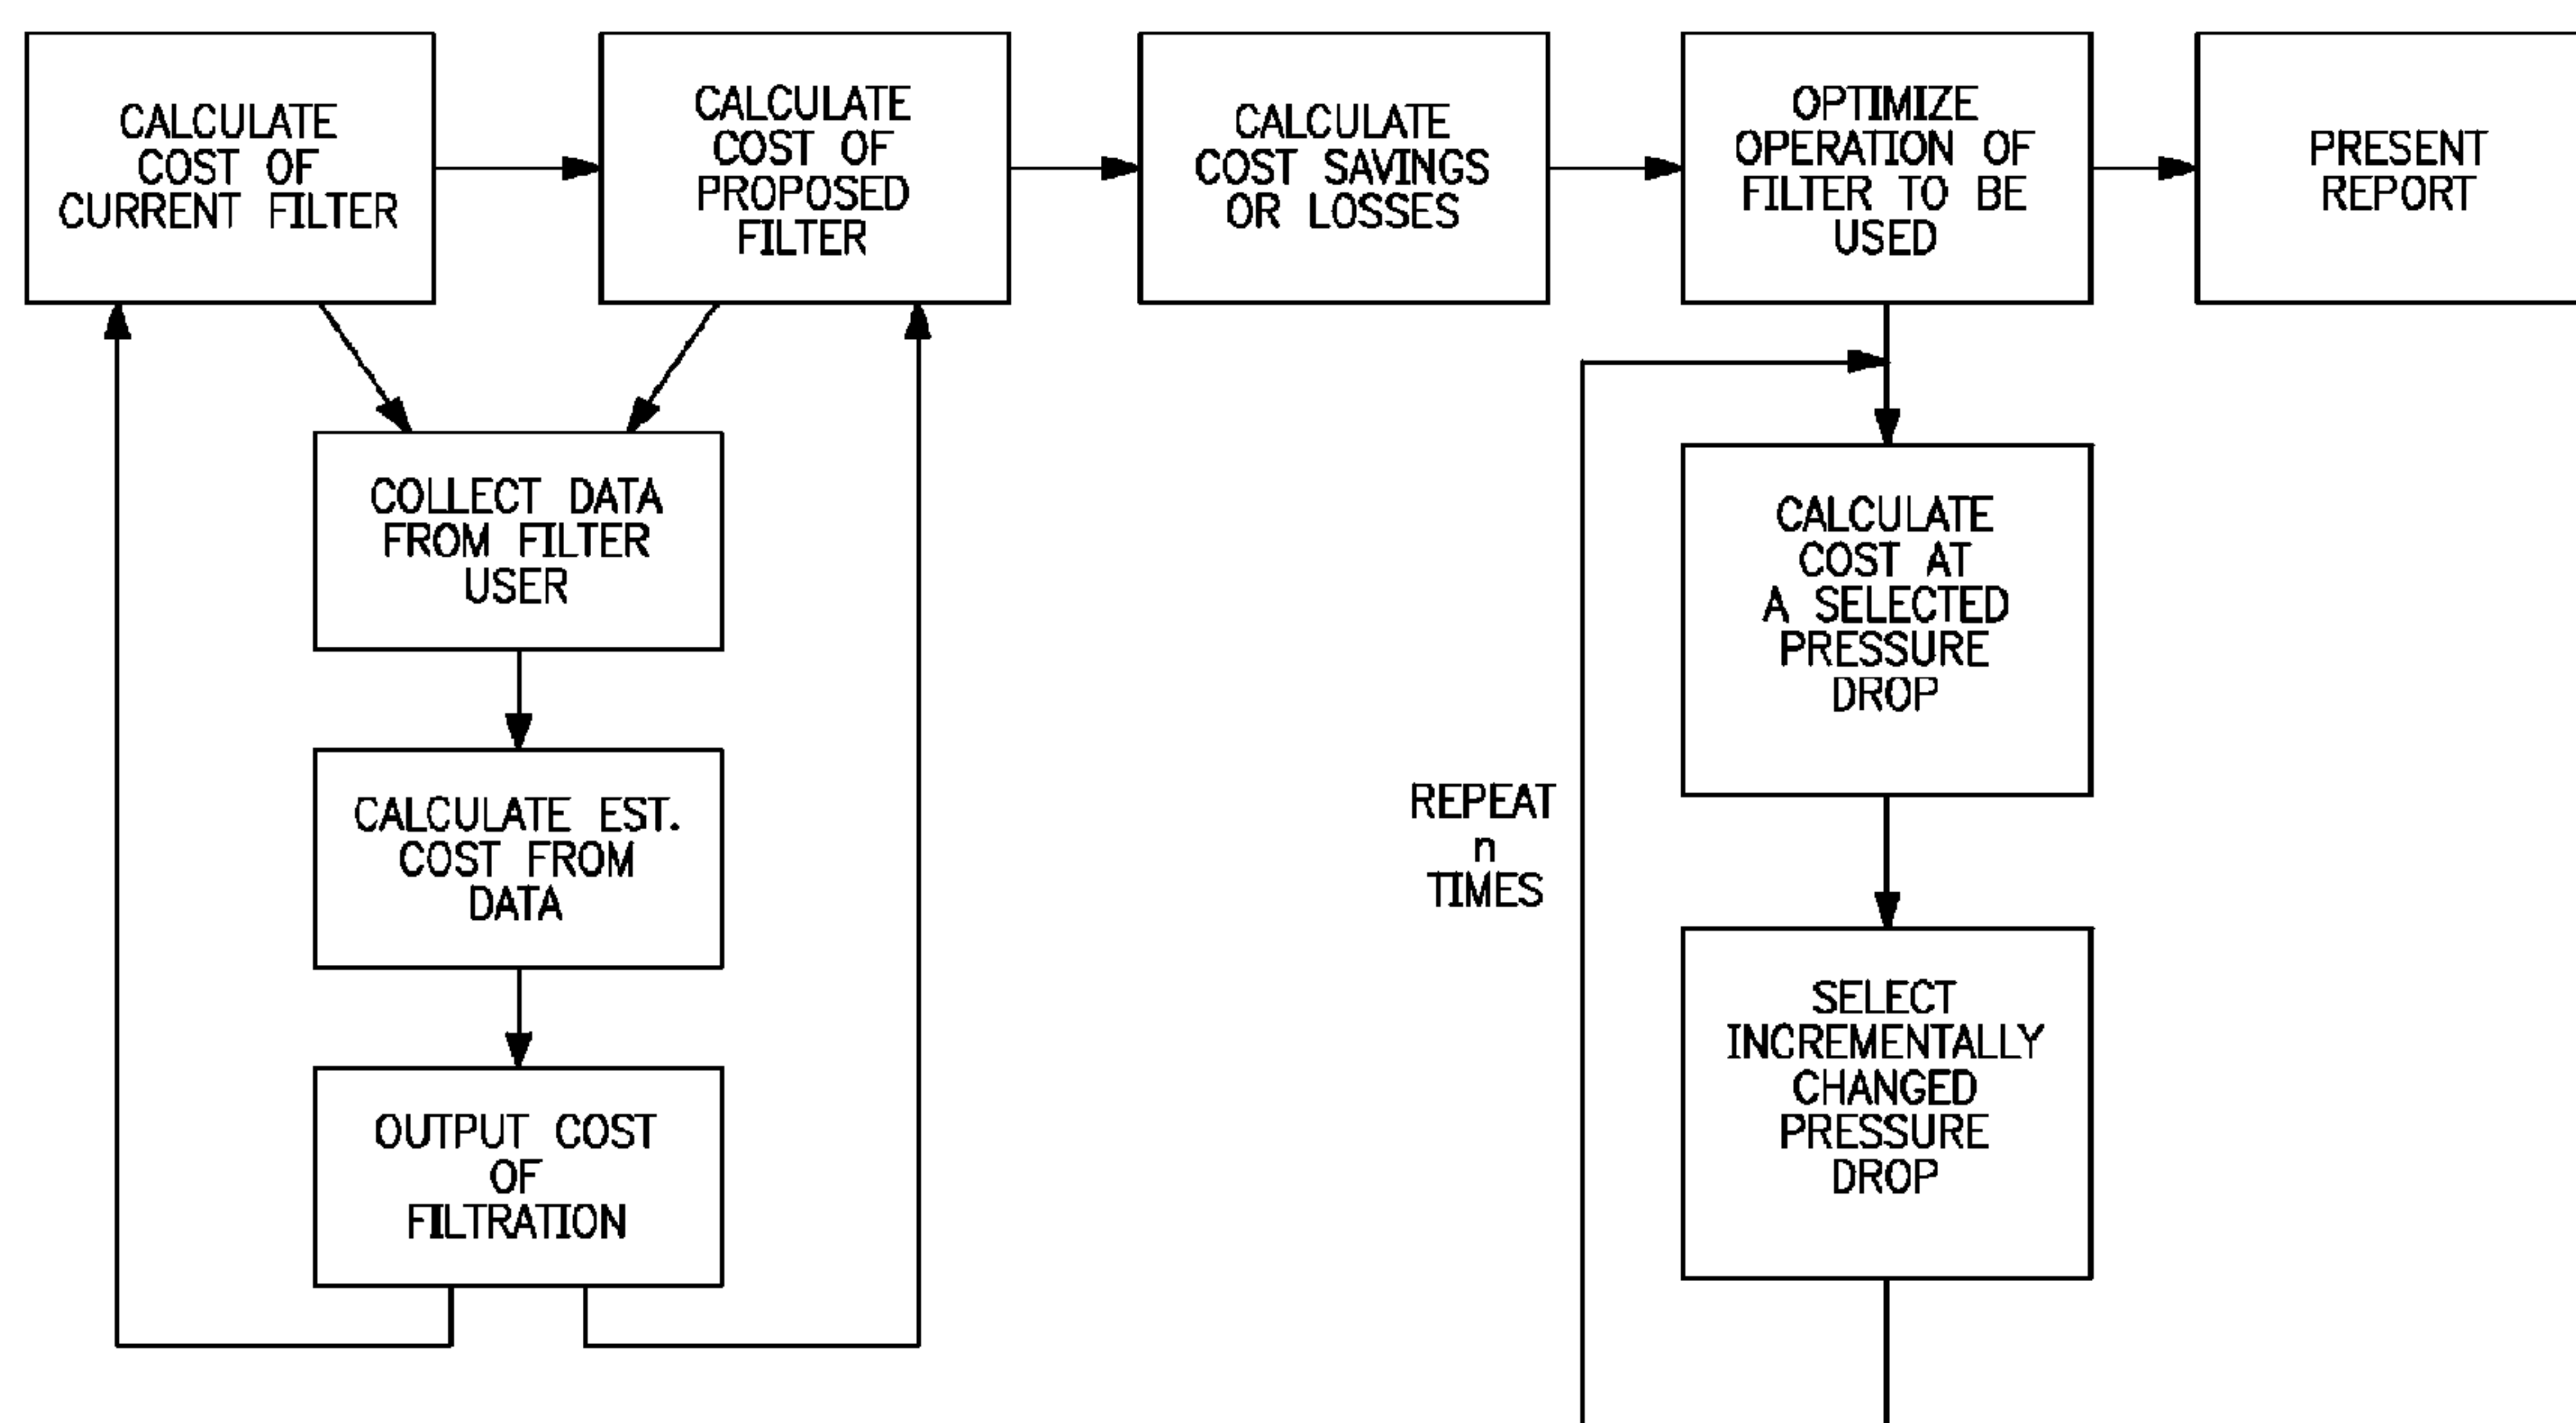 CALCULATE
COST OF
CURRENT FILTER
CALCULATE
COST OF
PROPOSED
FILTER
CALCULATE
COST SAVINGS
OR LOSSES
OPTIMIZE
OPERATION OF
FILTER TO BE
USED
PRESENT
REPORT
COLLECT DATA
FROM FILTER
USER
CALCULATE EST.
COST FROM
DATA
OUTPUT COST
OF
FILTRATION
REPEAT
n
TIMES
CALCULATE
COST AT
A SELECTED
PRESSURE
DROP
SELECT
INCREMENTALLY
CHANGED
PRESSURE
DROP